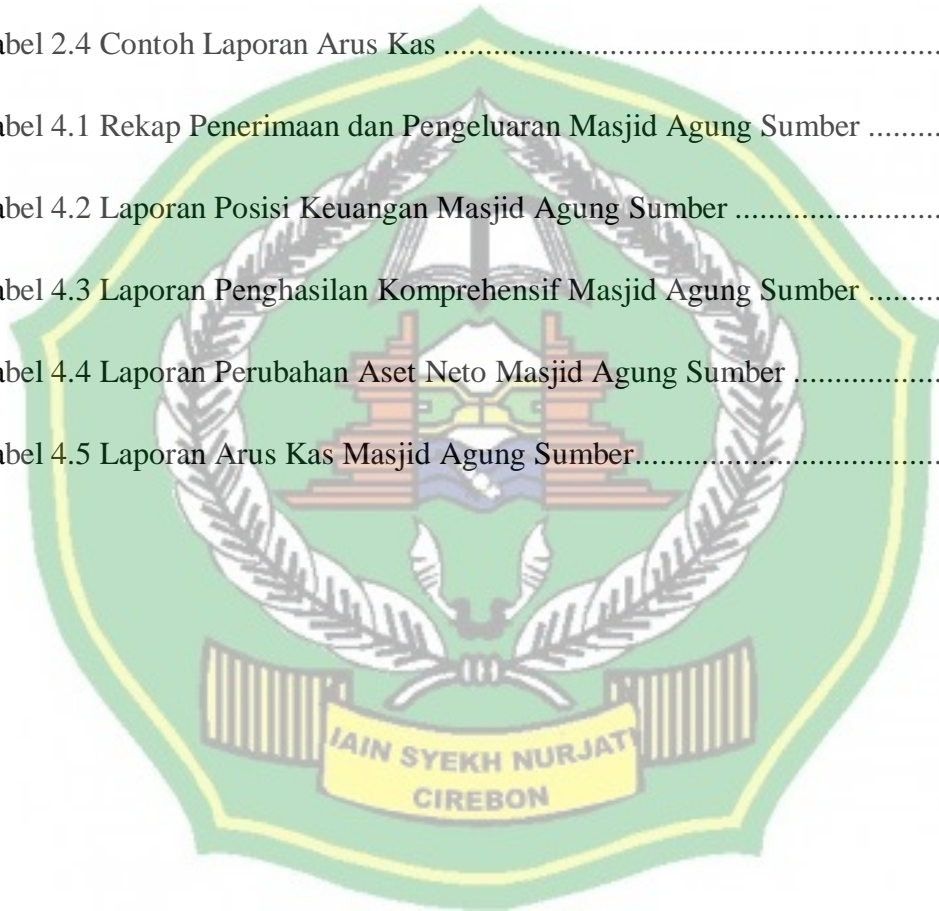 abel 2.4 Contoh Laporan Arus Kas ............................................................
abel 4.1 Rekap Penerimaan dan Pengeluaran Masjid Agung Sumber .........
abel 4.2 Laporan Posisi Keuangan Masjid Agung Sumber .........................
abel 4.3 Laporan Penghasilan Komprehensif Masjid Agung Sumber .........
abel 4.4 Laporan Perubahan Aset Neto Masjid Agung Sumber ..................
abel 4.5 Laporan Arus Kas Masjid Agung Sumber.....................................
IAIN SYEKH NURJATI
CIREBON